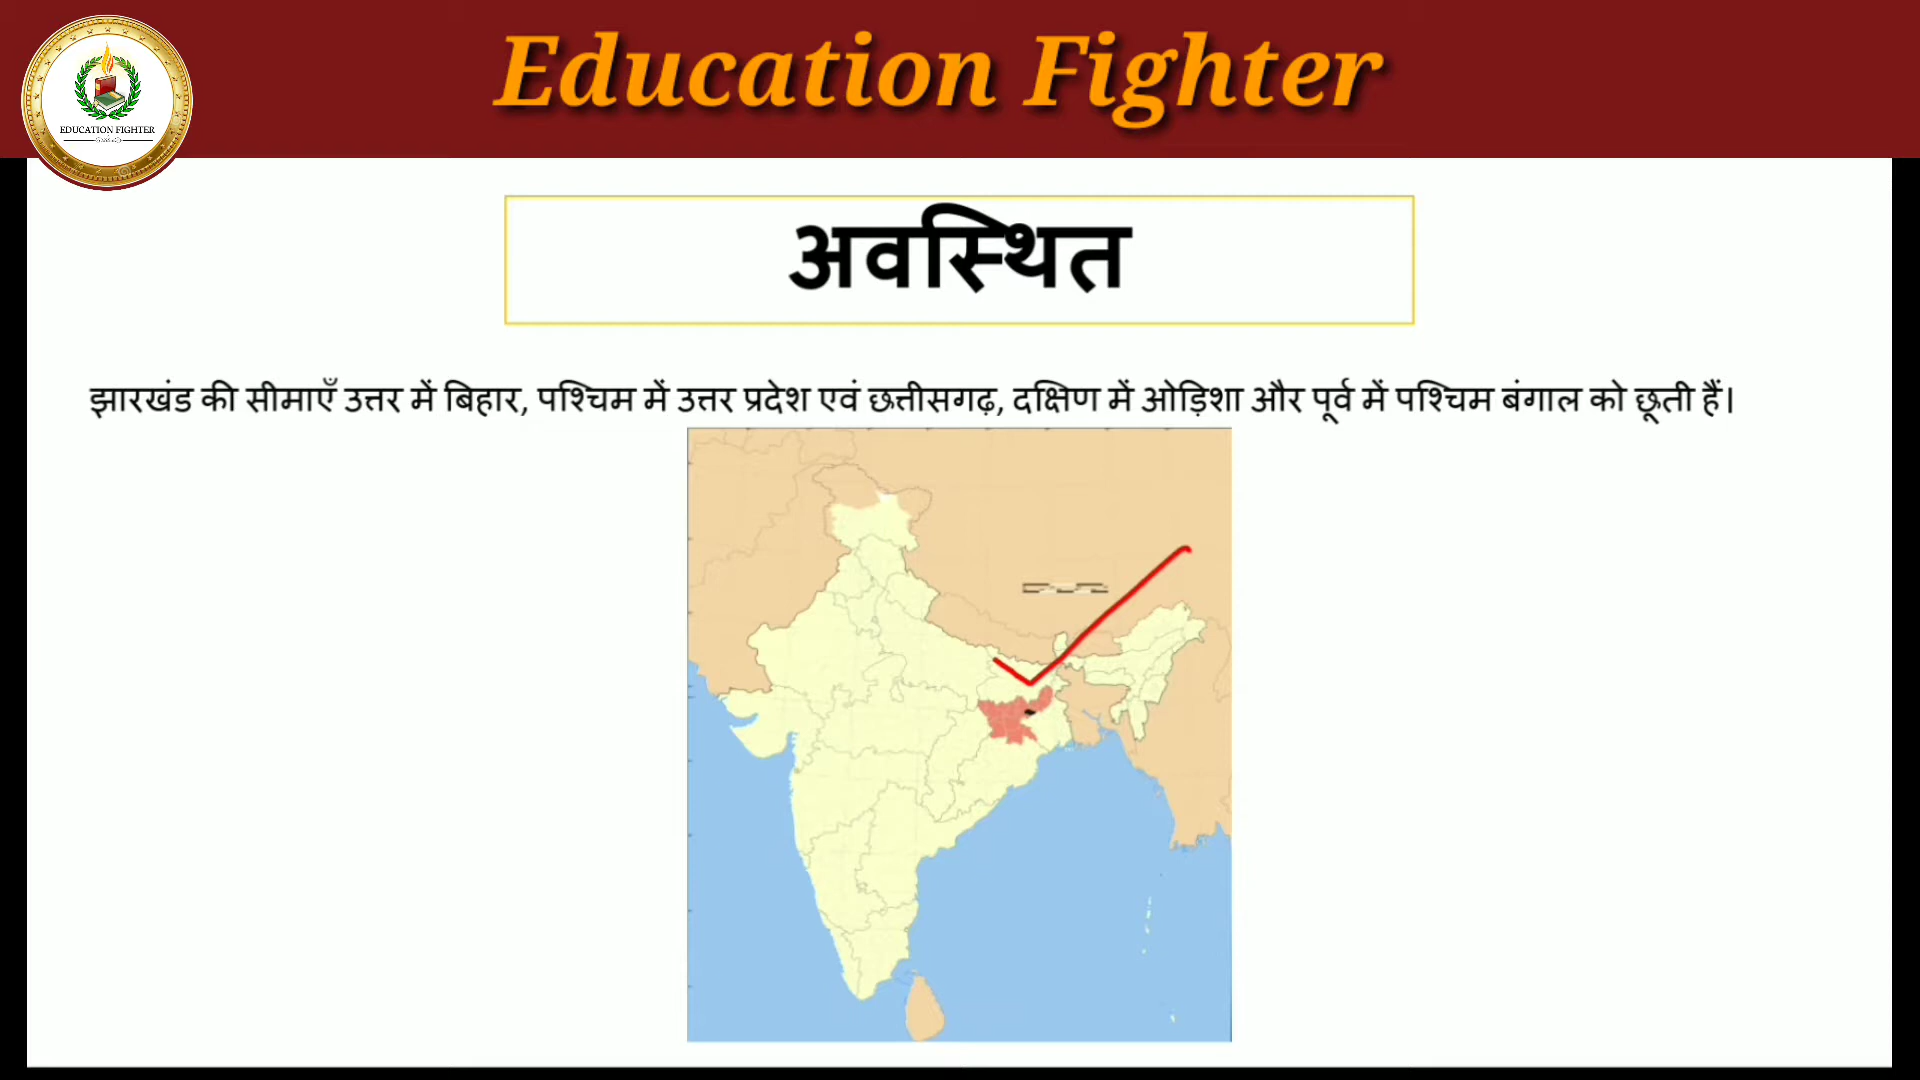 Education Fighter
EDUCATION FIGHTER
अवस्थित
झारखंड की सीमाएँ उत्तर में बिहार, पश्चिम में उत्तर प्रदेश एवं छत्तीसगढ़, दक्षिण में ओड़िशा और पूर्व में पश्चिम बंगाल को छूती हैं।